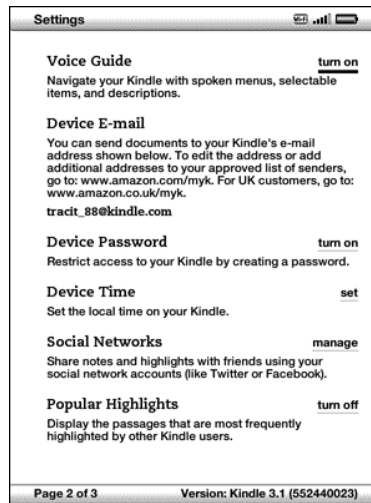 Settings
Voice Guide turn on
Navigate your Kindle with spoken menus, selectable
items, and descriptions.
Device E-mail
You can send documents to your Kindle's e-mail
address shown below. To edit the address or add
additional addresses to your approved list of senders,
go to: www.amazon.com/myk. For UK customers, go to:
www.amazon.co.uk/myk.
tracit_88@kindle.com
Device Password turn on
Restrict access to your Kindle by creating a password.
Device Time set
Set the local time on your Kindle.
Social Networks manage
Share notes and highlights with friends using your
social network accounts (like Twitter or Facebook).
Popular Highlights turn off
Display the passages that are most frequently
highlighted by other Kindle users.
Page 2 of 3 Version: Kindle 3.1 (552440023)